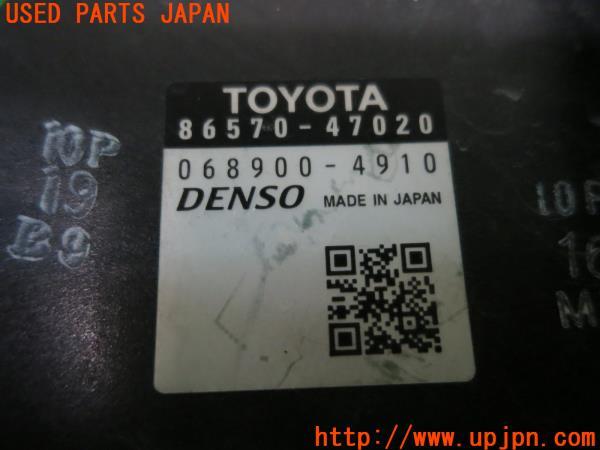 USED PARTS JAPAN
TOYOTA
86570-47020
068900-4910
DENSO MADE IN JAPAN
10P
19
B9
10P
16
M
UPJ
http://www.upjpn.com/